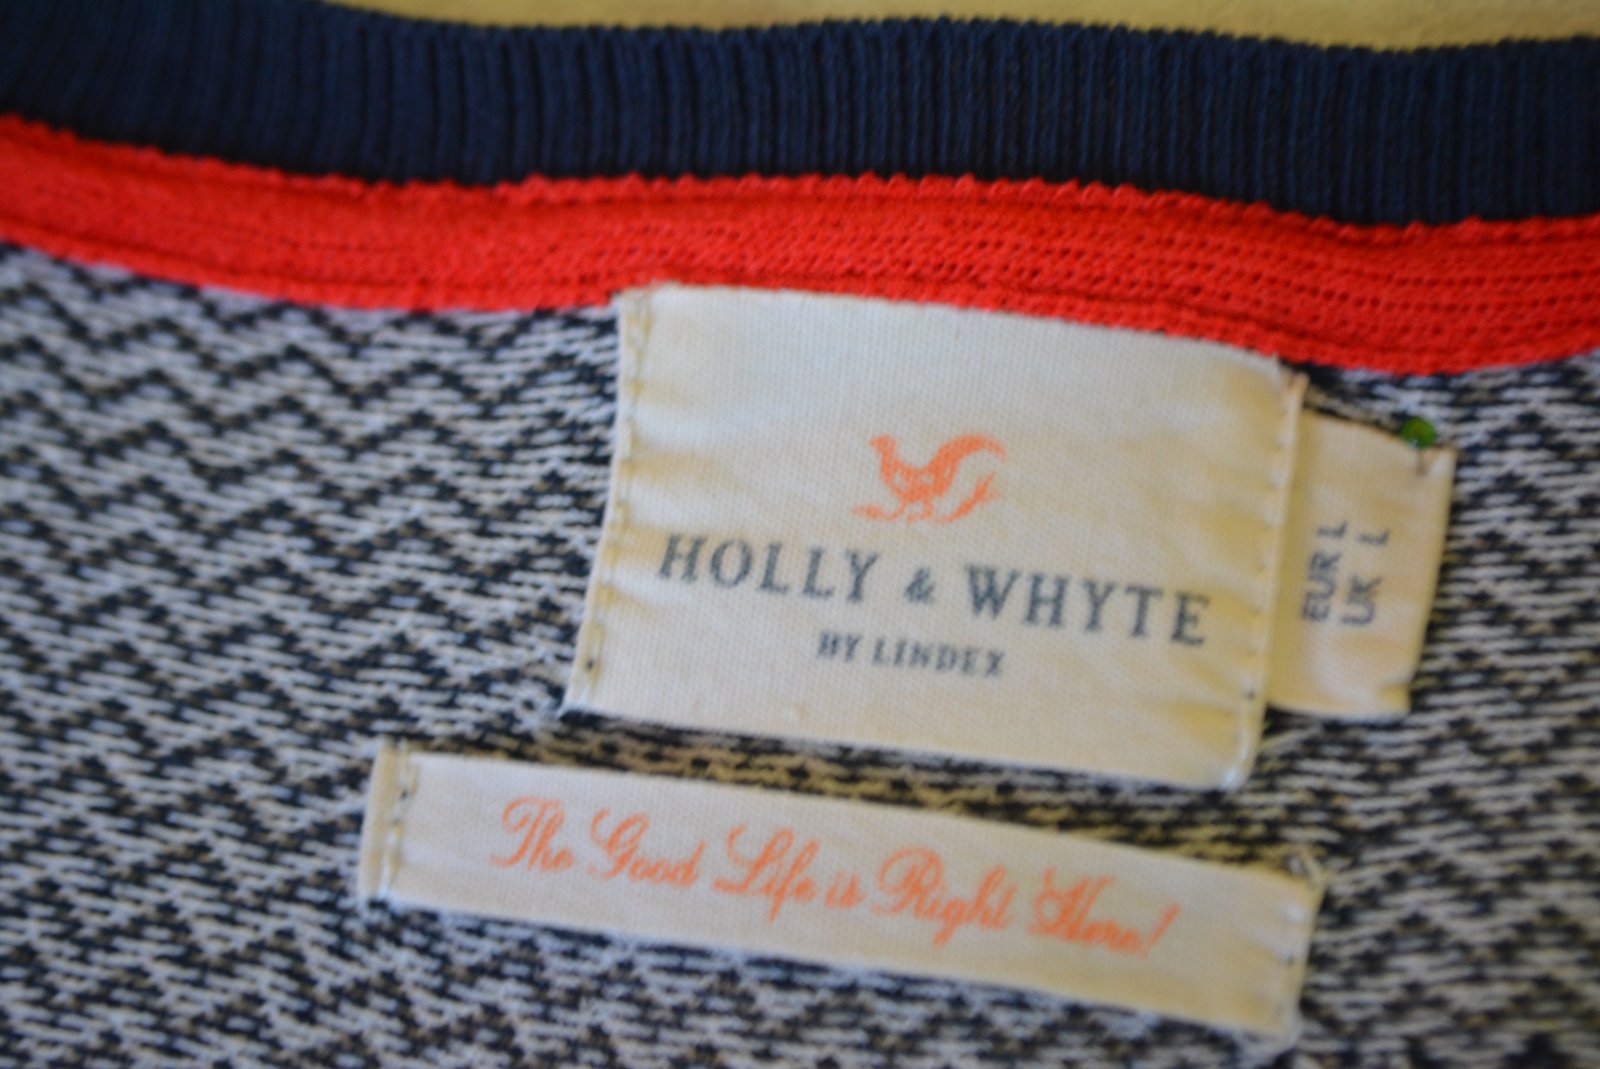 HOLLY & WHYTE
BY LINDEX
EUR L
UK L
The Good Life is Right Here!